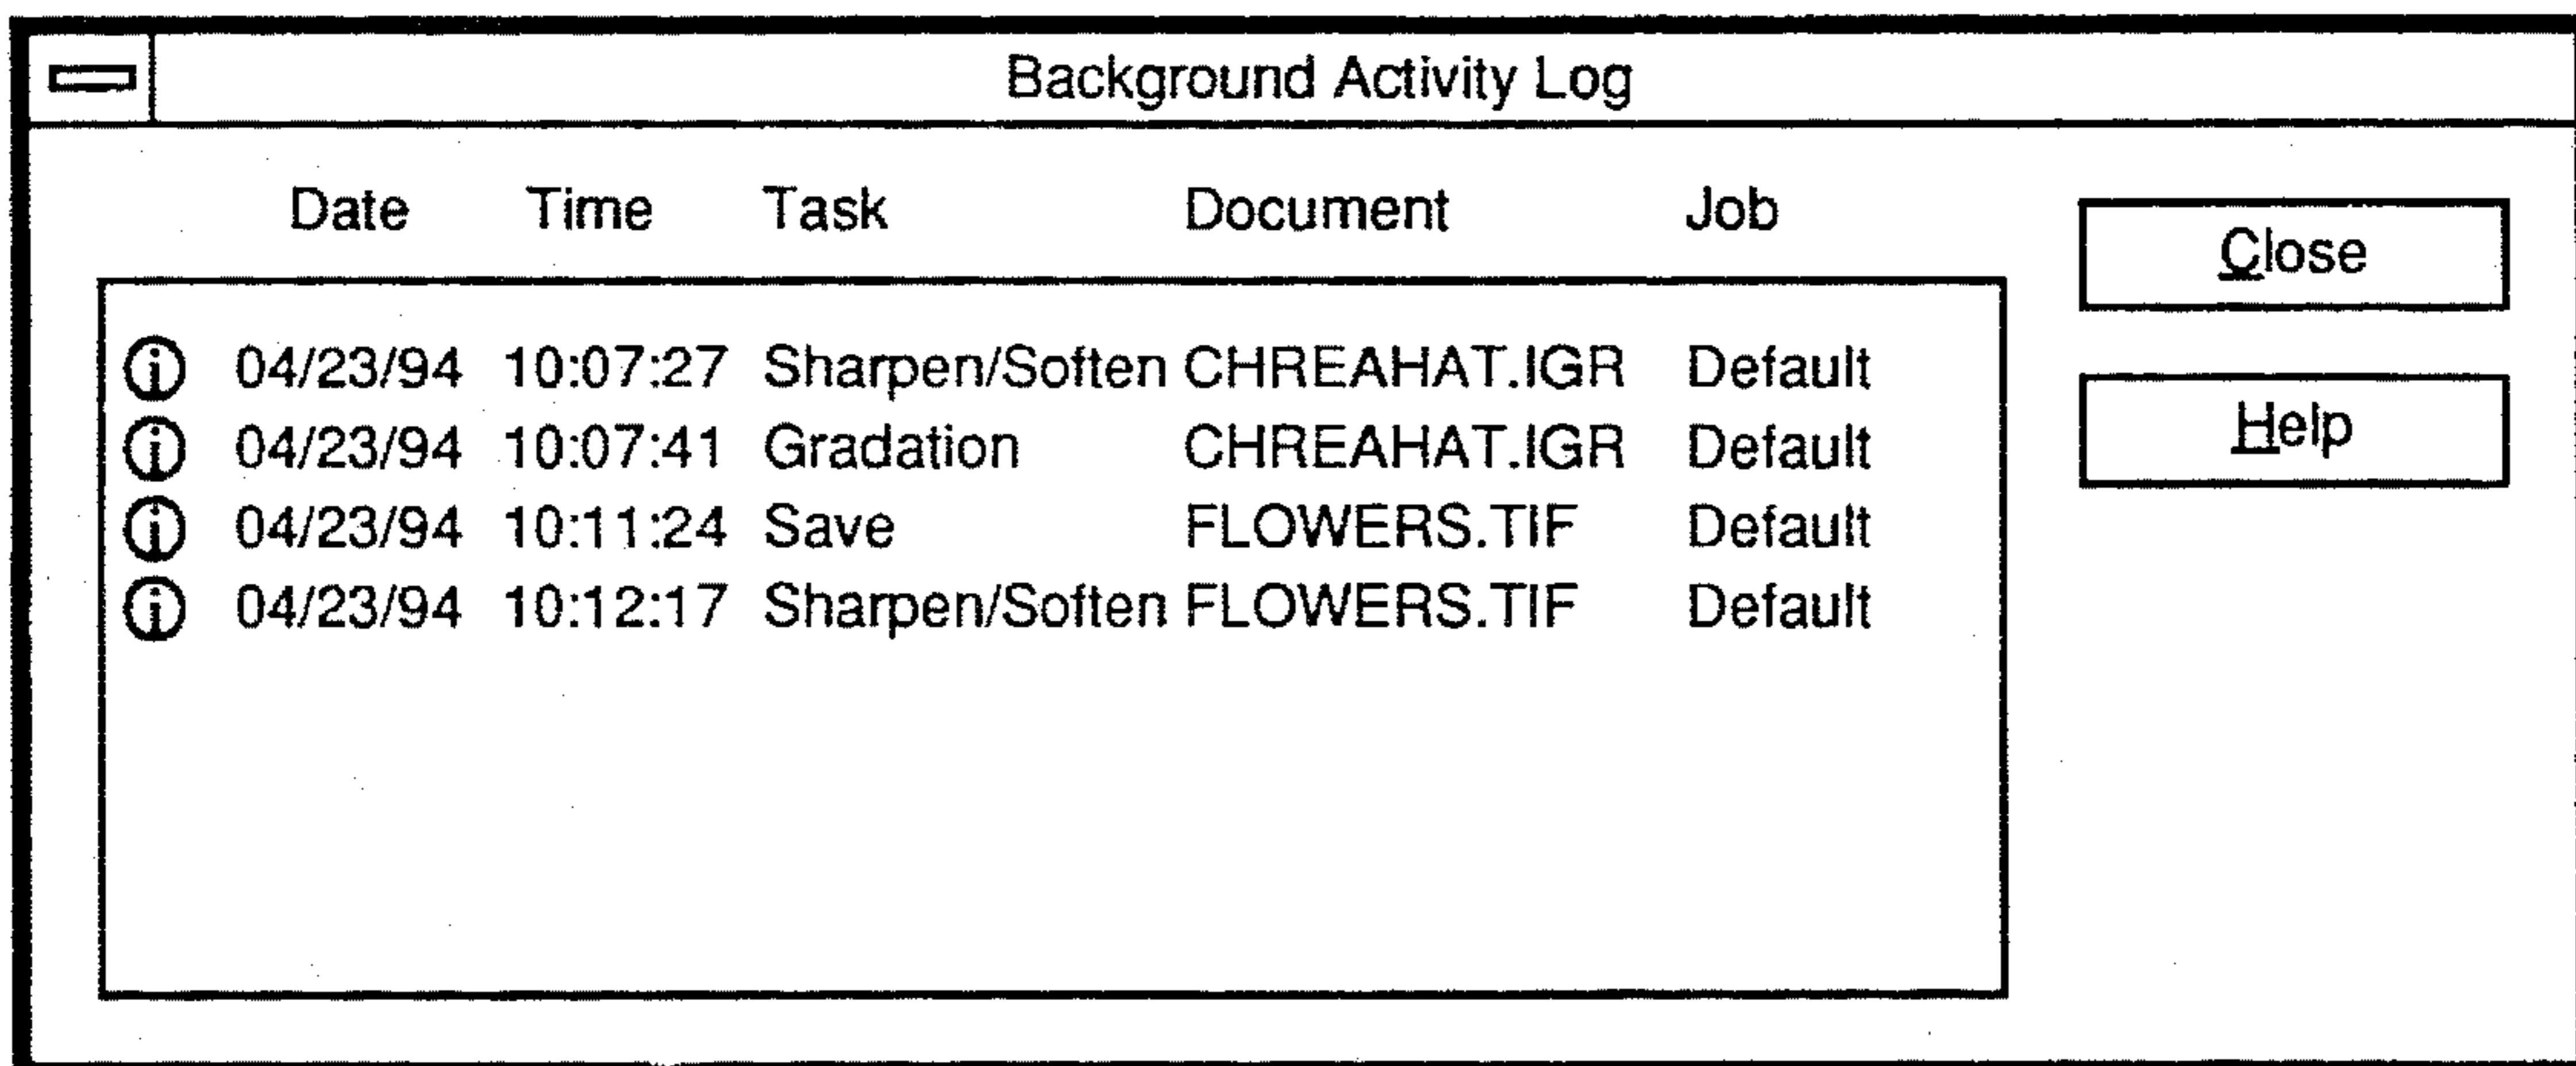 Background Activity Log
Date Time Task Document Job
Close
04/23/94 10:07:27 Sharpen/Soften CHREAHAT.IGR Default
04/23/94 10:07:41 Gradation CHREAHAT.IGR Default
Help
04/23/94 10:11:24 Save FLOWERS.TIF Default
04/23/94 10:12:17 Sharpen/Soften FLOWERS.TIF Default